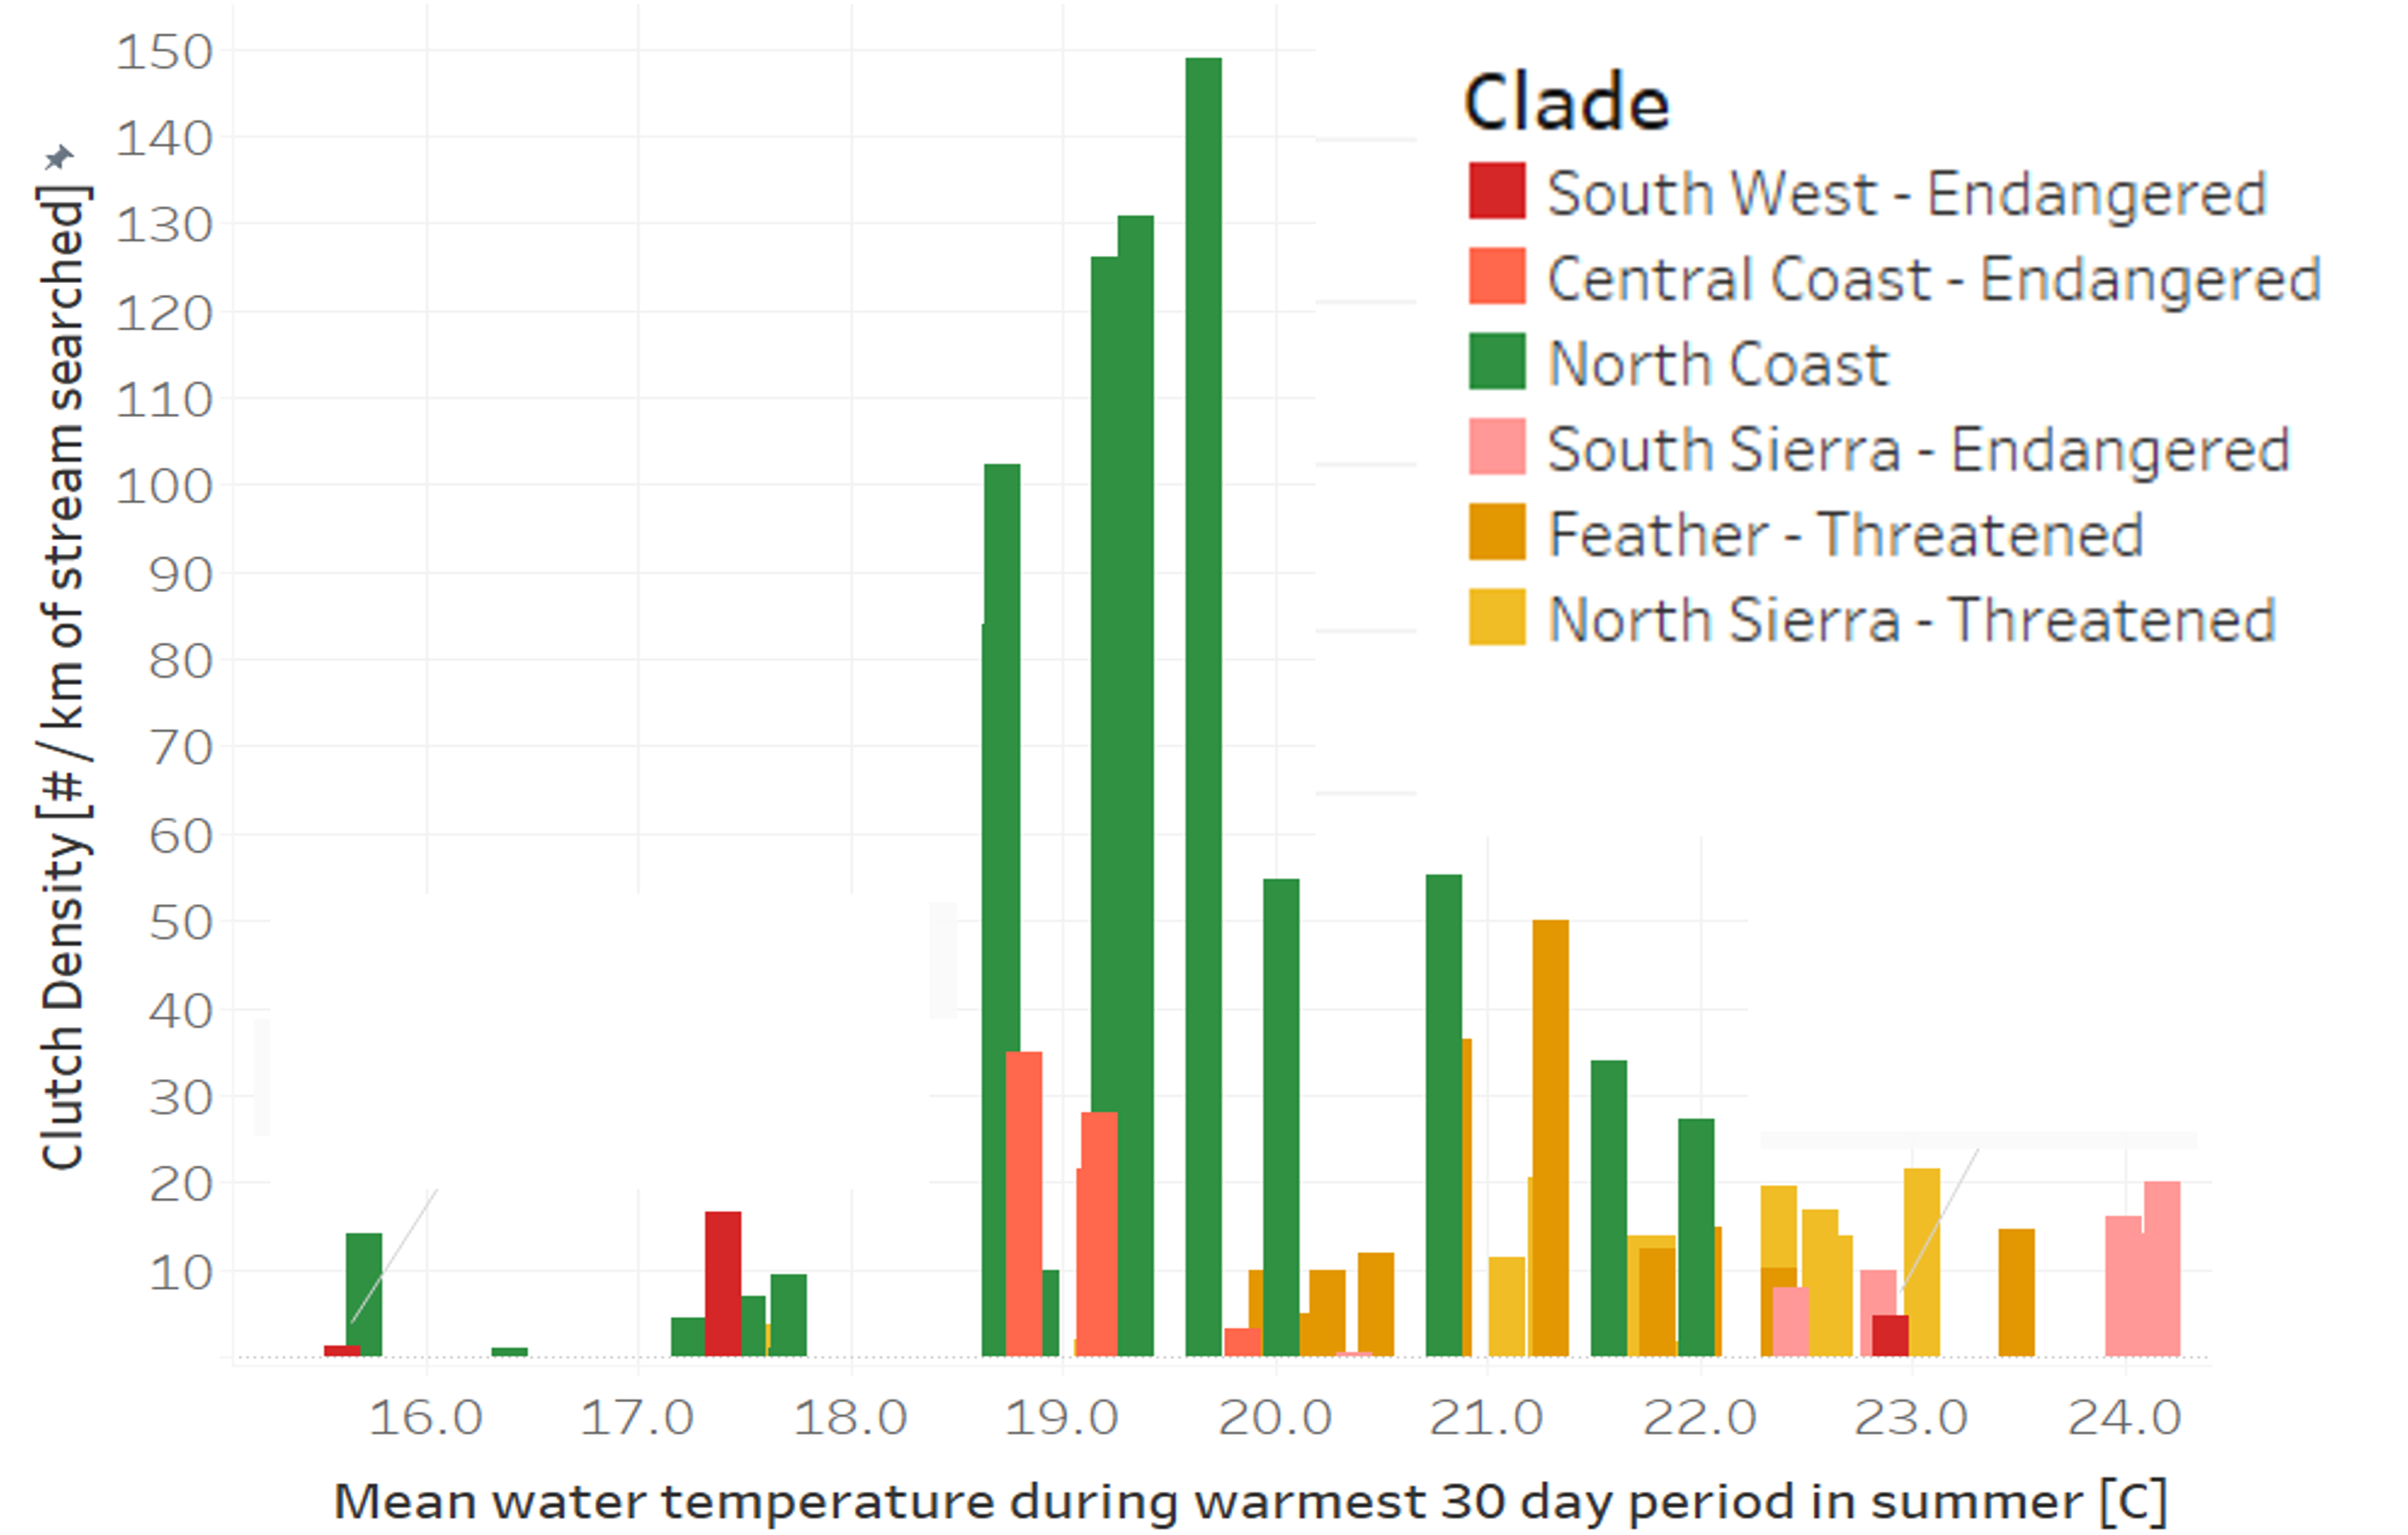 150
140
130
120
110
100
90
80
70
60
50
40
30
20
10
Clutch Density [# / km of stream searched]
Clade
South West - Endangered
Central Coast - Endangered
North Coast
South Sierra - Endangered
Feather - Threatened
North Sierra - Threatened
16.0 17.0 18.0 19.0 20.0 21.0 22.0 23.0 24.0
Mean water temperature during warmest 30 day period in summer [C]